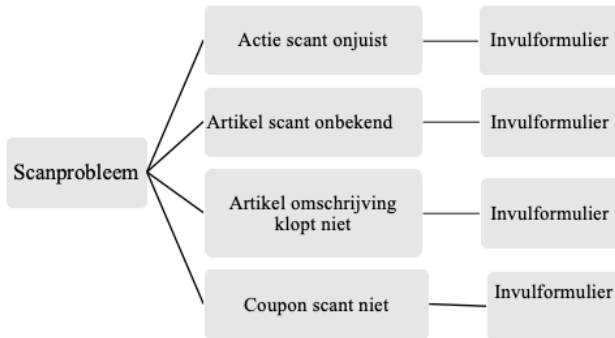 Actie scant onjuist
Invulformulier
Artikel scant onbekend
Invulformulier
Scanprobleem
Artikel omschrijving
klopt niet
Invulformulier
Coupon scant niet
Invulformulier